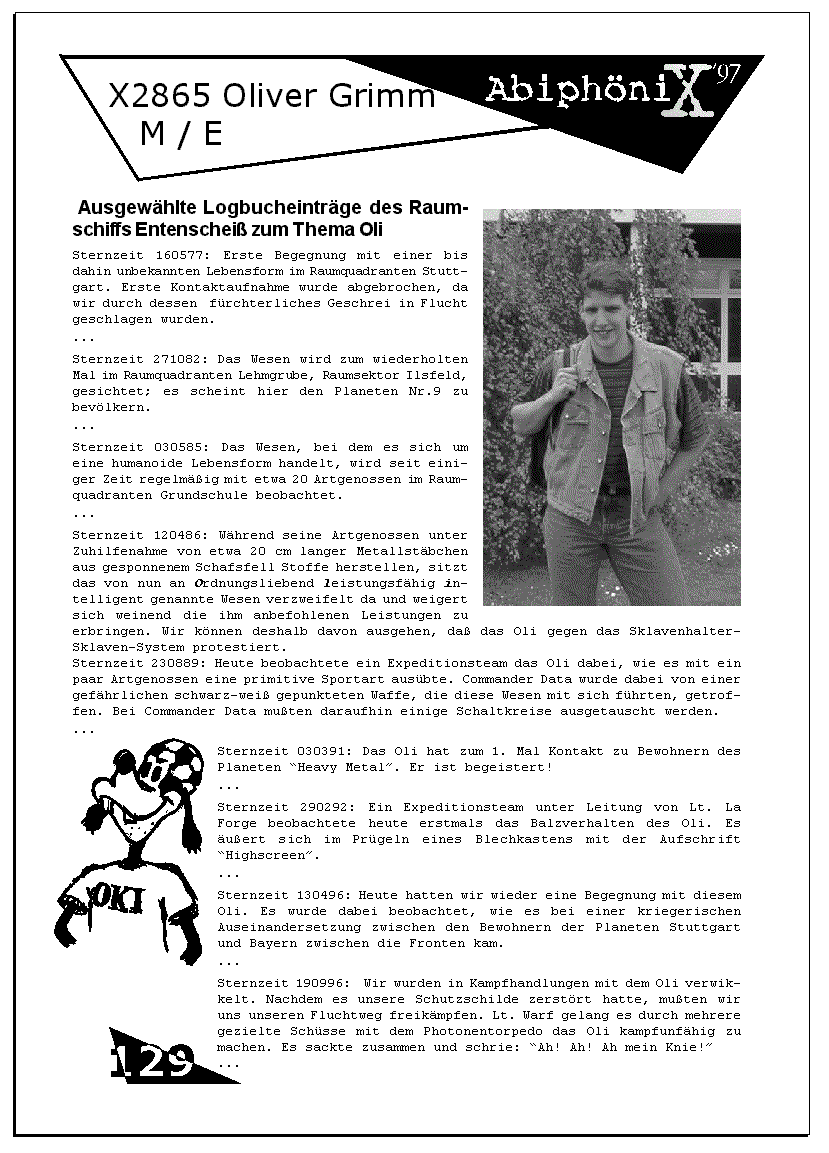 X2865 Oliver Grimm
M / E
AbiphöniX '97
Ausgewählte Logbucheinträge des Raum-
schiffs Entenscheiß zum Thema Oli
Sternzeit 160577: Erste Begegnung mit einer bis
dahin unbekannten Lebensform im Raumquadranten Stutt-
gart. Erste Kontaktaufnahme wurde abgebrochen, da
wir durch dessen fürchterliches Geschrei in Flucht
geschlagen wurden.
...
Sternzeit 271082: Das Wesen wird zum wiederholten
Mal im Raumquadranten Lehmgrube, Raumsektor Ilsfeld,
gesichtet; es scheint hier den Planeten Nr.9 zu
bevölkern.
...
Sternzeit 030585: Das Wesen, bei dem es sich um
eine humanoide Lebensform handelt, wird seit eini-
ger Zeit regelmäßig mit etwa 20 Artgenossen im Raum-
quadranten Grundschule beobachtet.
...
Sternzeit 120486: Während seine Artgenossen unter
Zuhilfenahme von etwa 20 cm langer Metallstäbchen
aus gesponnenem Schafsfell Stoffe herstellen, sitzt
das von nun an Ordnungsliebend leistungsfähig in-
telligent genannte Wesen verzweifelt da und weigert
sich weinend die ihm anbefohlenen Leistungen zu
erbringen. Wir können deshalb davon ausgehen, daß das Oli gegen das Sklavenhalter-
Sklaven-System protestiert.
Sternzeit 230889: Heute beobachtete ein Expeditionsteam das Oli dabei, wie es mit ein
paar Artgenossen eine primitive Sportart ausübte. Commander Data wurde dabei von einer
gefährlichen schwarz-weiß gepunkteten Waffe, die diese Wesen mit sich führten, getrof-
fen. Bei Commander Data mußten daraufhin einige Schaltkreise ausgetauscht werden.
...
Sternzeit 030391: Das Oli hat zum 1. Mal Kontakt zu Bewohnern des
Planeten "Heavy Metal". Er ist begeistert!
...
Sternzeit 290292: Ein Expeditionsteam unter Leitung von Lt. La
Forge beobachtete heute erstmals das Balzverhalten des Oli. Es
äußert sich im Prügeln eines Blechkastens mit der Aufschrift
"Highscreen".
...
Sternzeit 130496: Heute hatten wir wieder eine Begegnung mit diesem
Oli. Es wurde dabei beobachtet, wie es bei einer kriegerischen
Auseinandersetzung zwischen den Bewohnern der Planeten Stuttgart
und Bayern zwischen die Fronten kam.
...
Sternzeit 190996: Wir wurden in Kampfhandlungen mit dem Oli verwik-
kelt. Nachdem es unsere Schutzschilde zerstört hatte, mußten wir
uns unseren Fluchtweg freikämpfen. Lt. Warf gelang es durch mehrere
gezielte Schüsse mit dem Photonentorpedo das Oli kampfunfähig zu
machen. Es sackte zusammen und schrie: "Ah! Ah! Ah mein Knie!"
...
OKI
129